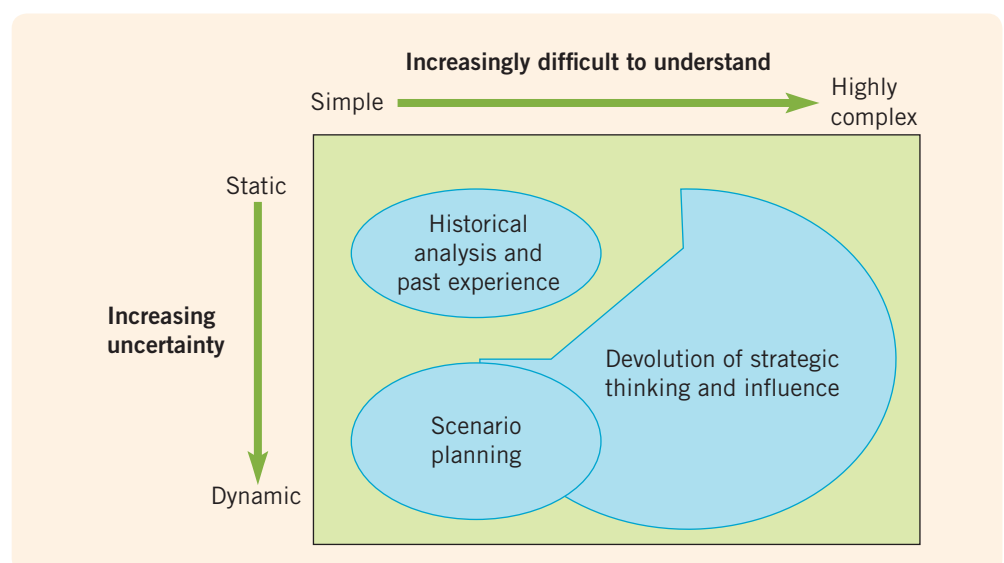 Increasingly difficult to understand
Simple
Highly
complex
Static
Historical
analysis and
past experience
Increasing
uncertainty
Devolution of strategic
thinking and influence
Scenario
planning
Dynamic